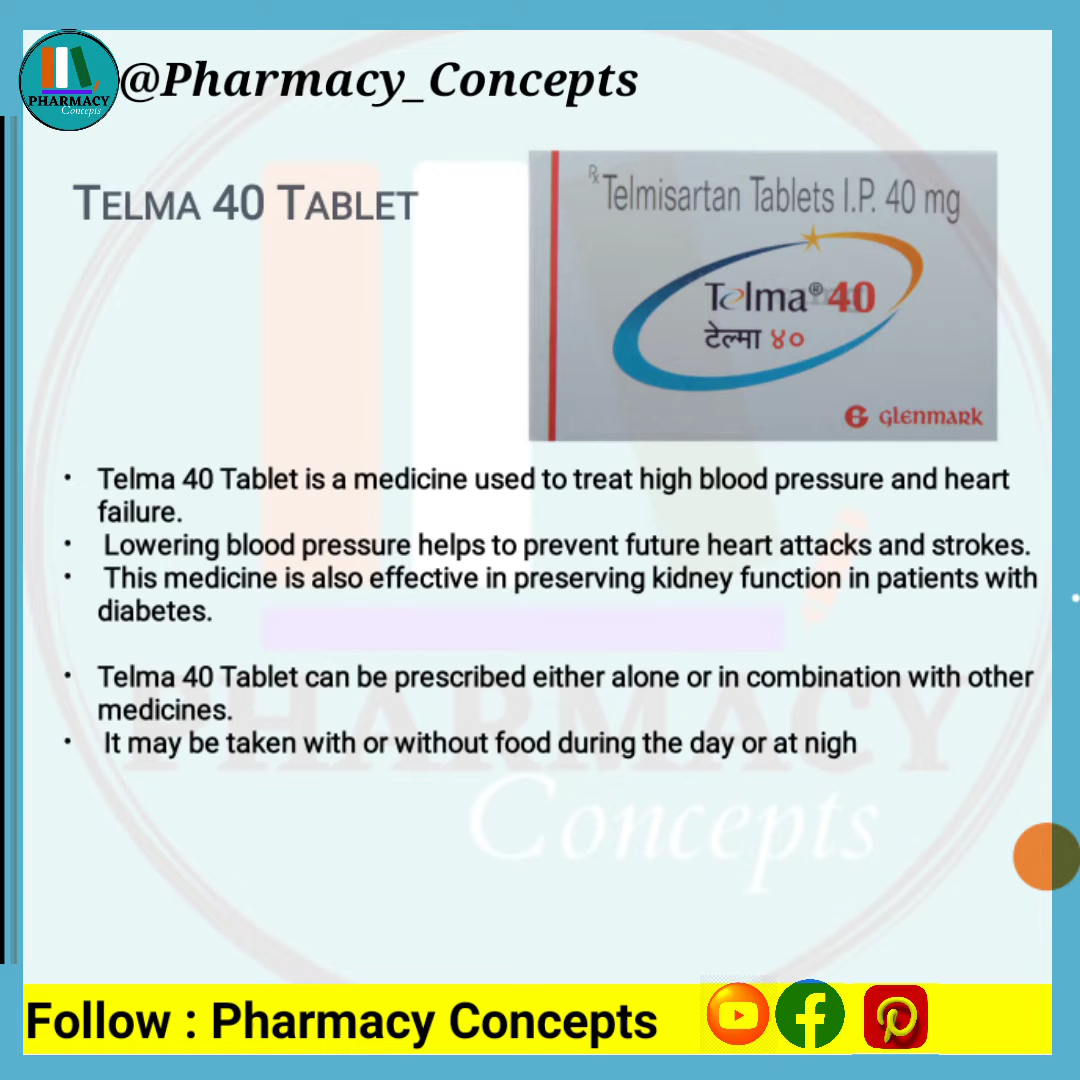 PHARMACY
Concepts
@Pharmacy_Concepts
TELMA 40 TABLET
Rx Telmisartan Tablets I.P. 40 mg
Telma® 40
टेल्मा ४०
G glenmark
• Telma 40 Tablet is a medicine used to treat high blood pressure and heart
failure.
• Lowering blood pressure helps to prevent future heart attacks and strokes.
• This medicine is also effective in preserving kidney function in patients with
diabetes.
• Telma 40 Tablet can be prescribed either alone or in combination with other
medicines.
• It may be taken with or without food during the day or at nigh
PHARMACY
Concepts
Follow : Pharmacy Concepts